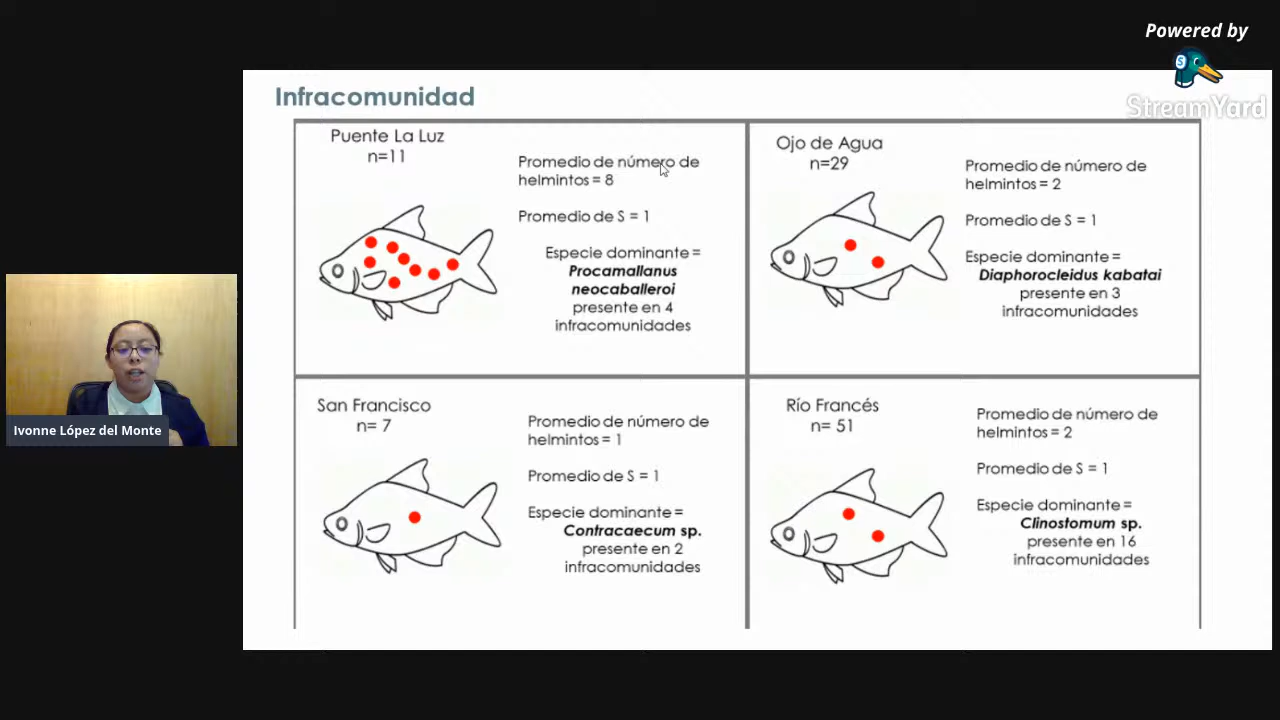 Powered by
StreamYard
Infracomunidad
Puente La Luz
n=11
Promedio de número de
helmintos = 8
Promedio de S = 1
Especie dominante =
Procamallanus
neocaballeroi
presente en 4
infracomunidades
Ojo de Agua
n=29
Promedio de número de
helmintos = 2
Promedio de S = 1
Especie dominante =
Diaphorocleidus kabatai
presente en 3
infracomunidades
San Francisco
n= 7
Promedio de número de
helmintos = 1
Promedio de S = 1
Especie dominante =
Contracaecum sp.
presente en 2
infracomunidades
Río Francés
n= 51
Promedio de número de
helmintos = 2
Promedio de S = 1
Especie dominante =
Clinostomum sp.
presente en 16
infracomunidades
Ivonne López del Monte